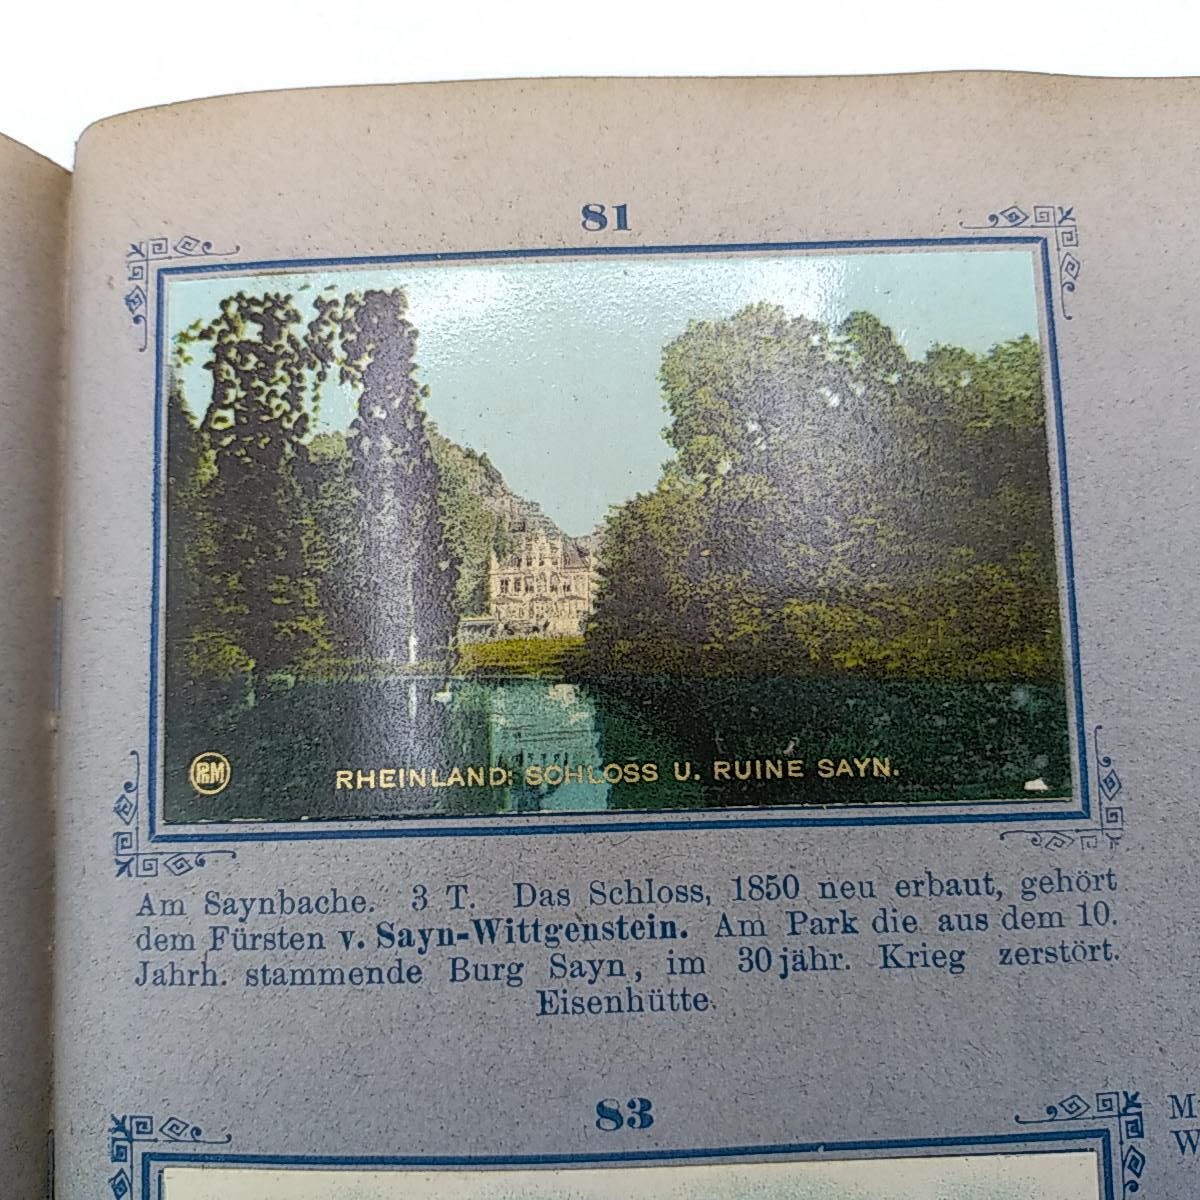 81
PGM
RHEINLAND: SCHLOSS U. RUINE SAYN.
Am Saynbache. 3 T. Das Schloss, 1850 neu erbaut, gehört
dem Fürsten v. Sayn-Wittgenstein. Am Park die aus dem 10.
Jahrh. stammende Burg Sayn, im 30jähr. Krieg zerstört.
Eisenhütte.
83
M
W